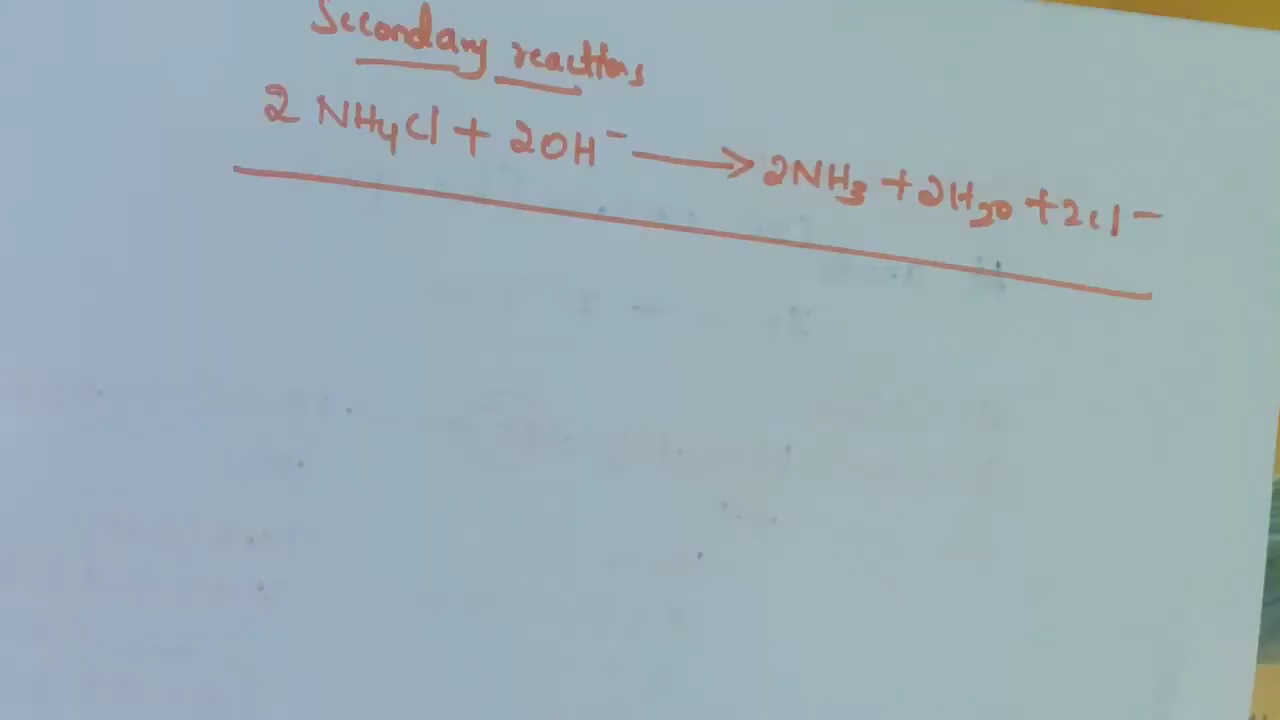 Secondary reactions
2 NH4Cl + 2OH⁻ ⟶ 2NH₃ + 2H₂O + 2Cl⁻